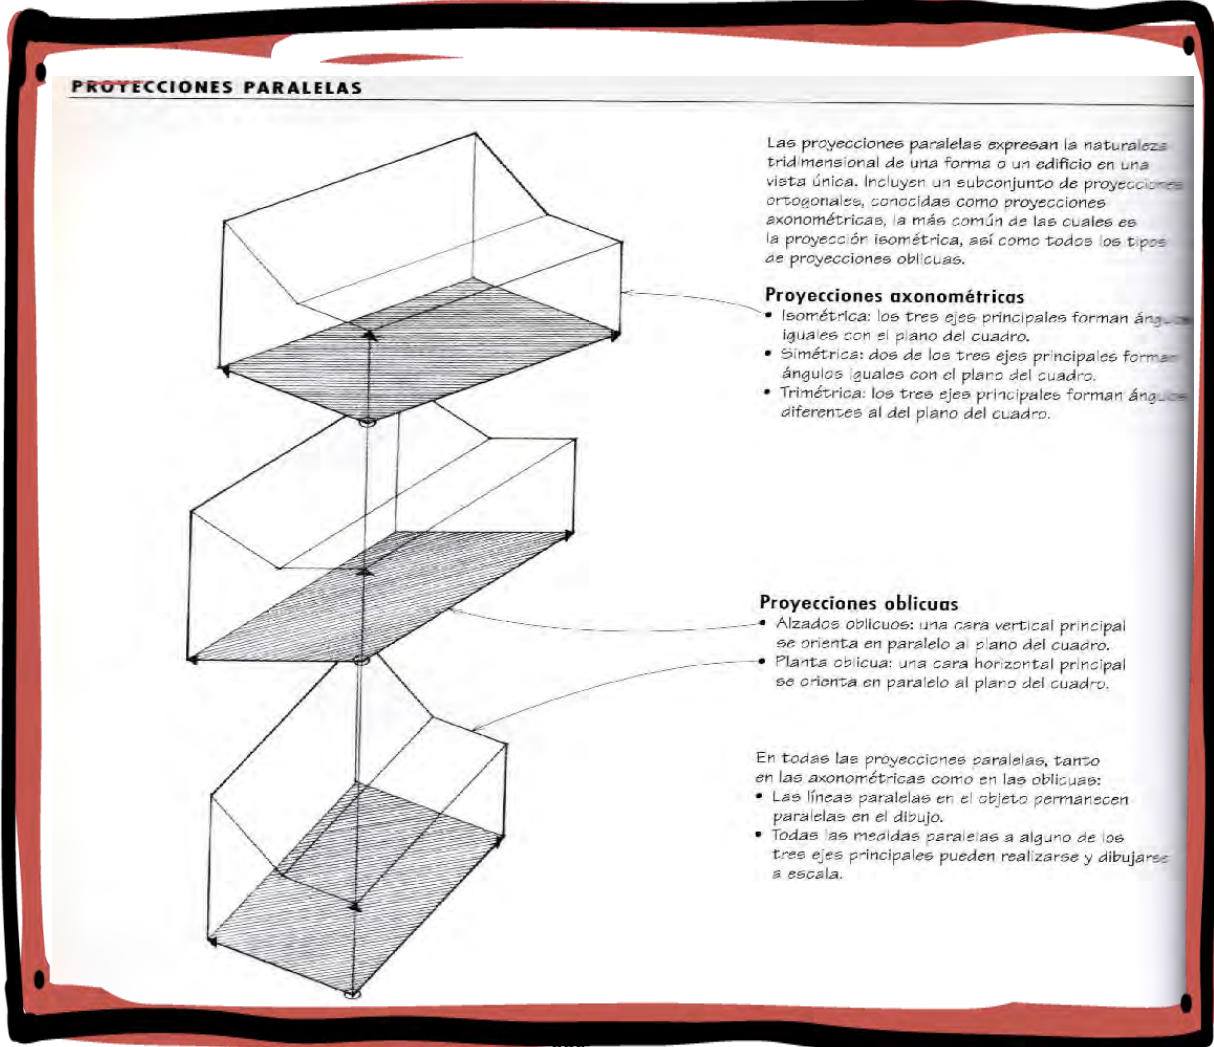 PROYECCIONES PARALELAS
Las proyecciones paralelas expresan la naturaleza
tridimensional de una forma o un edificio en una
vista única. Incluyen un subconjunto de proyecciones
ortogonales, conocidas como proyecciones
axonométricas, la más común de las cuales es
la proyección isométrica, así como todos los tipos
de proyecciones oblicuas.
Proyecciones axonométricas
• Isométrica: los tres ejes principales forman ángulos
iguales con el plano del cuadro.
• Simétrica: dos de los tres ejes principales forman
ángulos iguales con el plano del cuadro.
• Trimétrica: los tres ejes principales forman ángulos
diferentes al del plano del cuadro.
Proyecciones oblicuas
• Alzados oblicuos: una cara vertical principal
se orienta en paralelo al plano del cuadro.
• Planta oblicua: una cara horizontal principal
se orienta en paralelo al plano del cuadro.
En todas las proyecciones paralelas, tanto
en las axonométricas como en las oblicuas:
• Las líneas paralelas en el objeto permanecen
paralelas en el dibujo.
• Todas las medidas paralelas a alguno de los
tres ejes principales pueden realizarse y dibujarse
a escala.